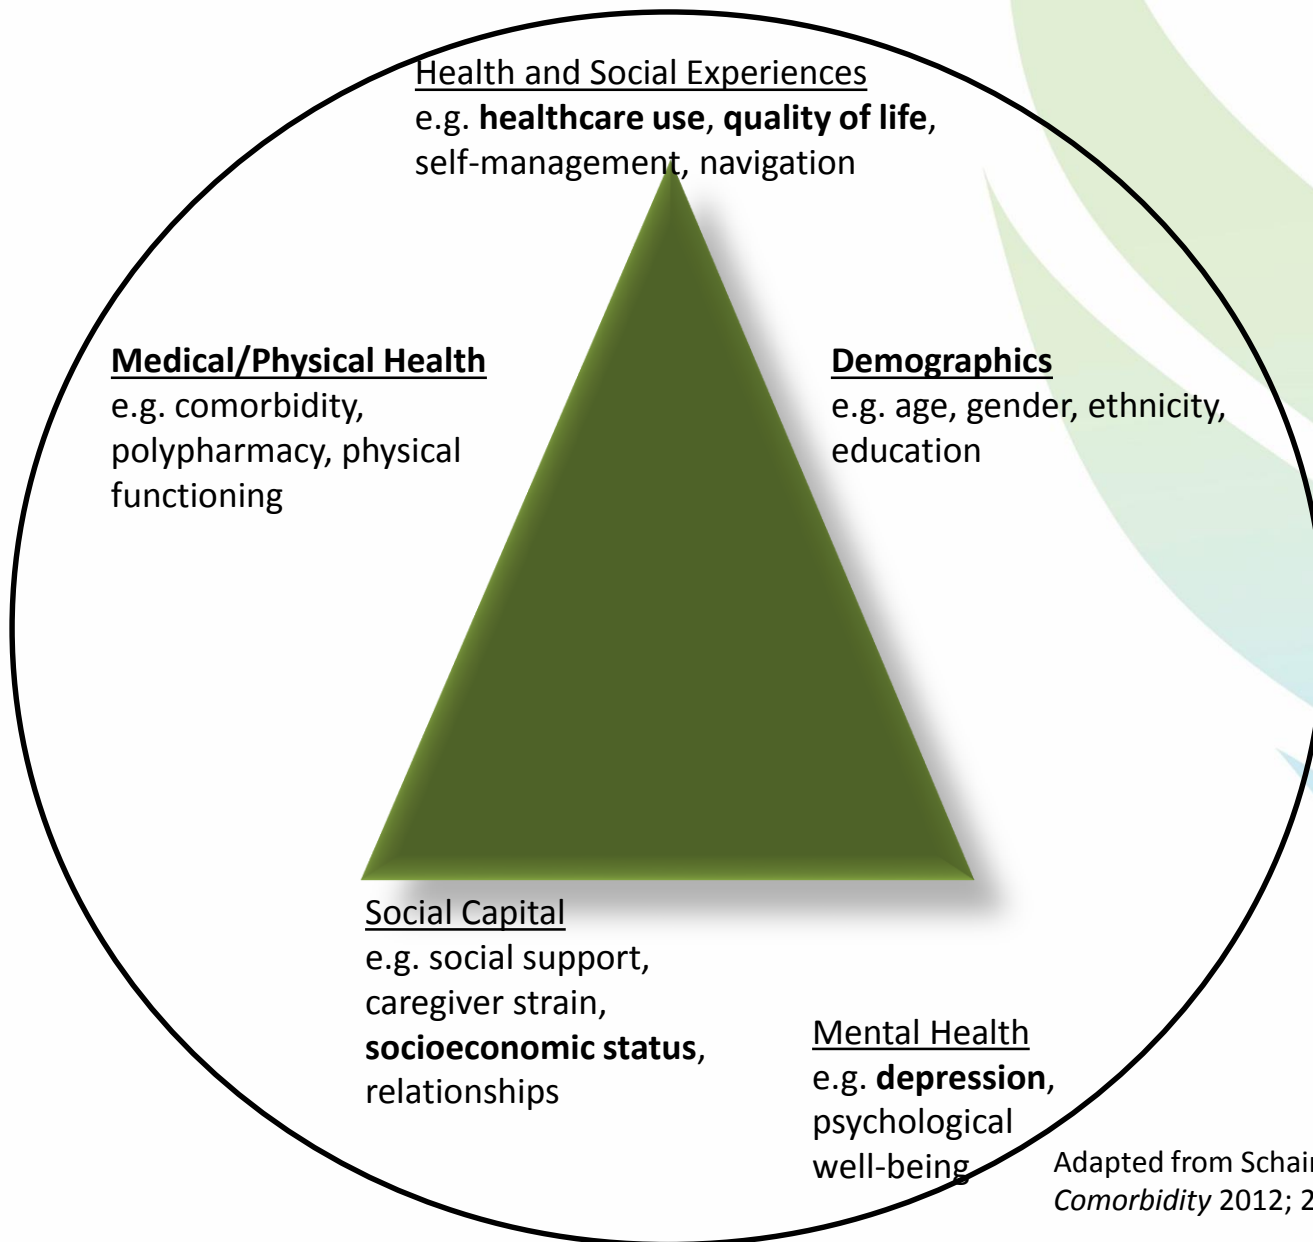 Health and Social Experiences
e.g. healthcare use, quality of life,
self-management, navigation
Medical/Physical Health
e.g. comorbidity,
polypharmacy, physical
functioning
Demographics
e.g. age, gender, ethnicity,
education
Social Capital
e.g. social support,
caregiver strain,
socioeconomic status,
relationships
Mental Health
e.g. depression,
psychological
well-being
Adapted from
Comorbidity 2012;